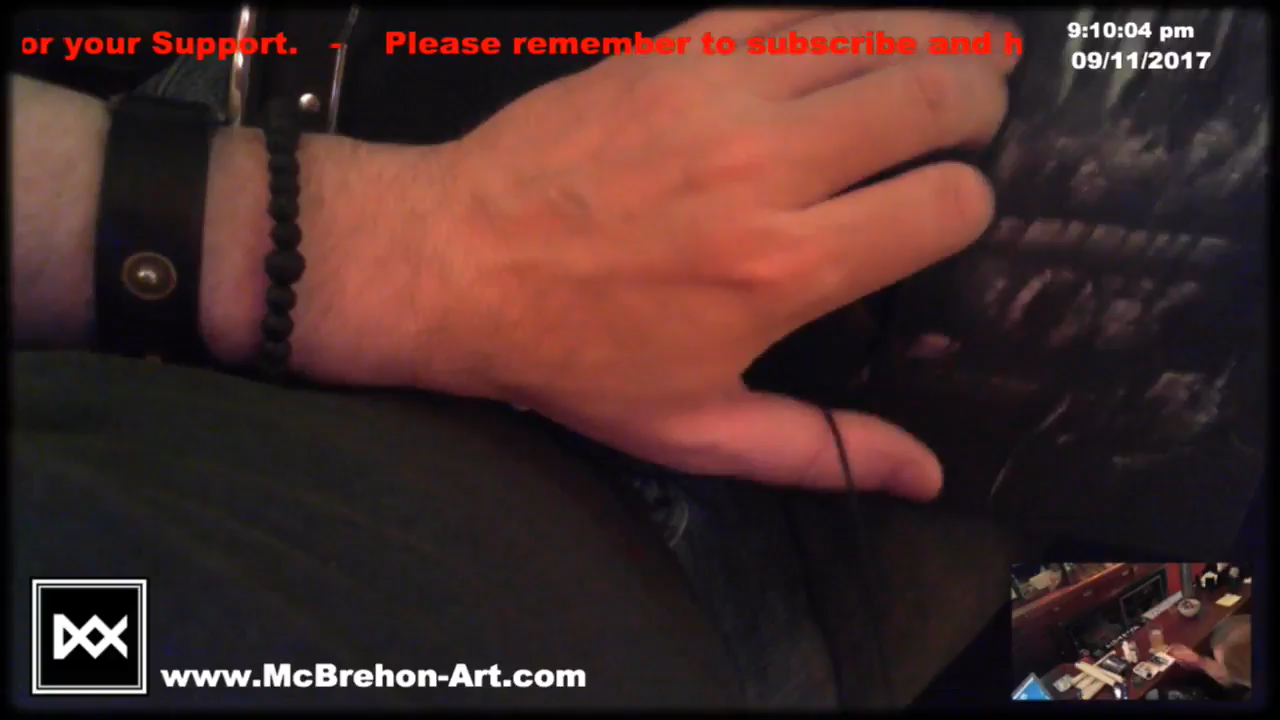 or your Support. - Please remember to subscribe and h
9:10:04 pm
09/11/2017
www.McBrehon-Art.com